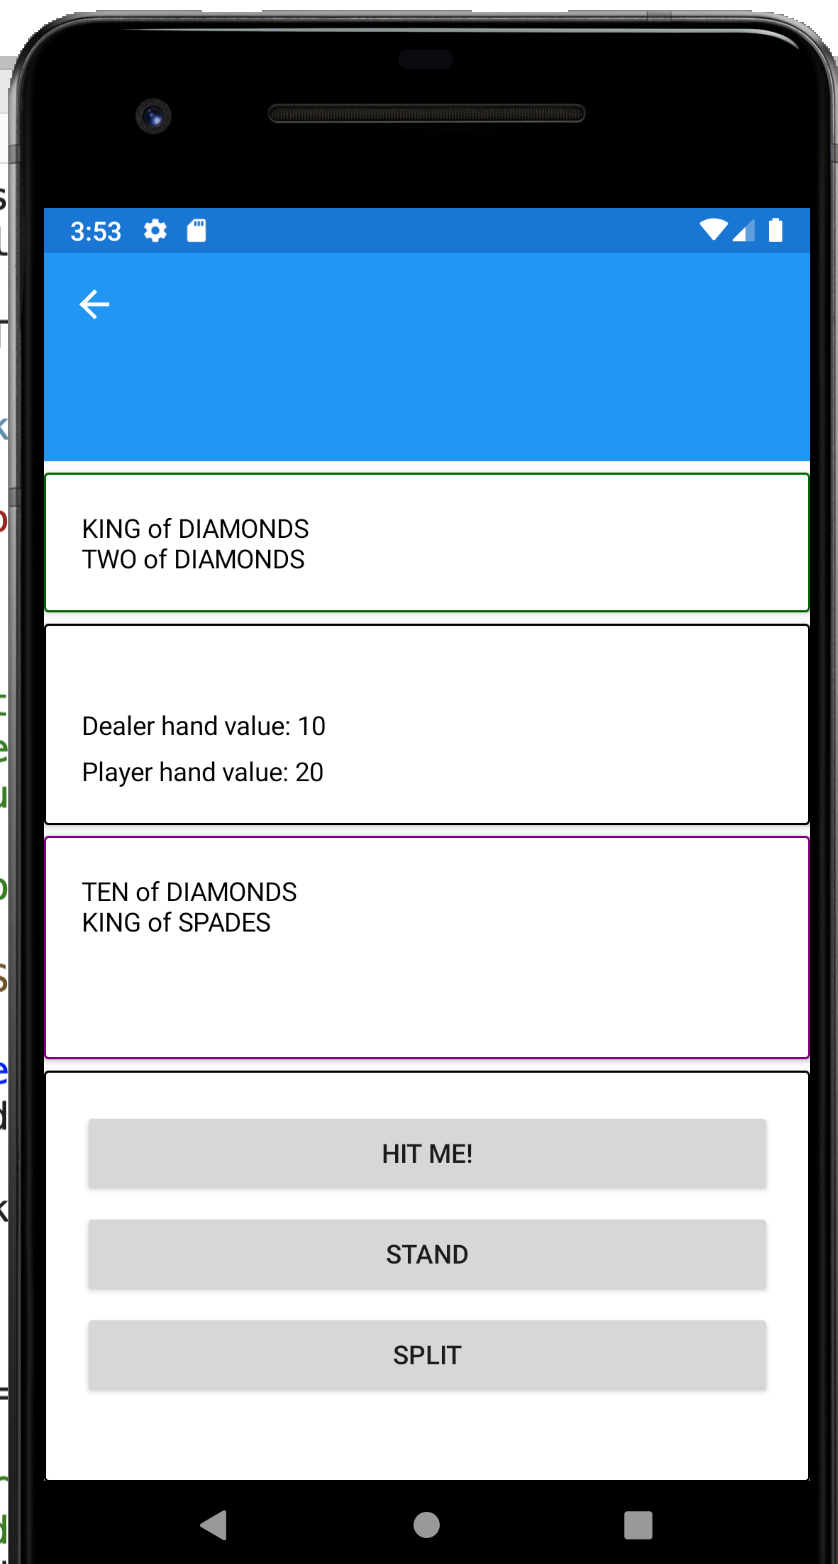 3:53
KING of DIAMONDS
TWO of DIAMONDS
Dealer hand value: 10
Player hand value: 20
TEN of DIAMONDS
KING of SPADES
HIT ME!
STAND
SPLIT